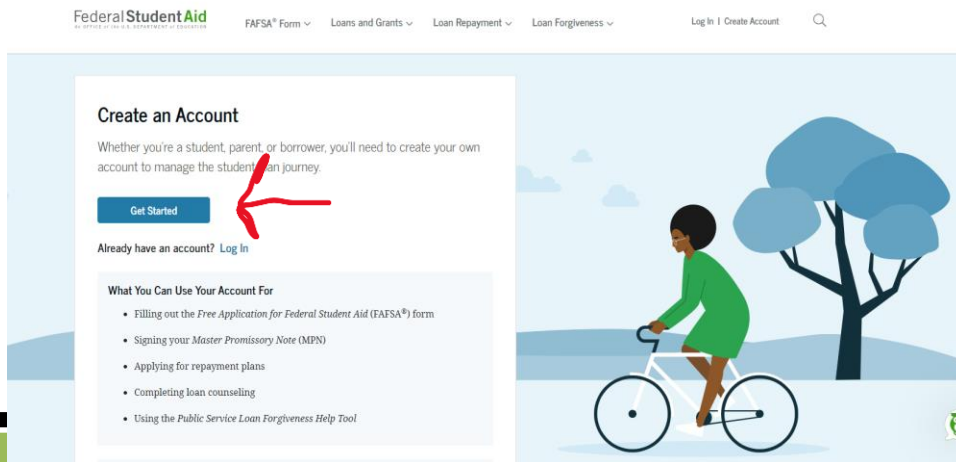 Federal Student Aid
AN OFFICE of the U.S. DEPARTMENT of EDUCATION
FAFSA® Form
Loans and Grants
Loan Repayment
Loan Forgiveness
Log In | Create Account
Create an Account
Whether you're a student, parent, or borrower, you'll need to create your own
account to manage the student journey.
Get Started
Already have an account? Log In
What You Can Use Your Account For
• Filling out the Free Application for Federal Student Aid (FAFSA®) form
• Signing your Master Promissory Note (MPN)
• Applying for repayment plans
• Completing loan counseling
• Using the Public Service Loan Forgiveness Help Tool